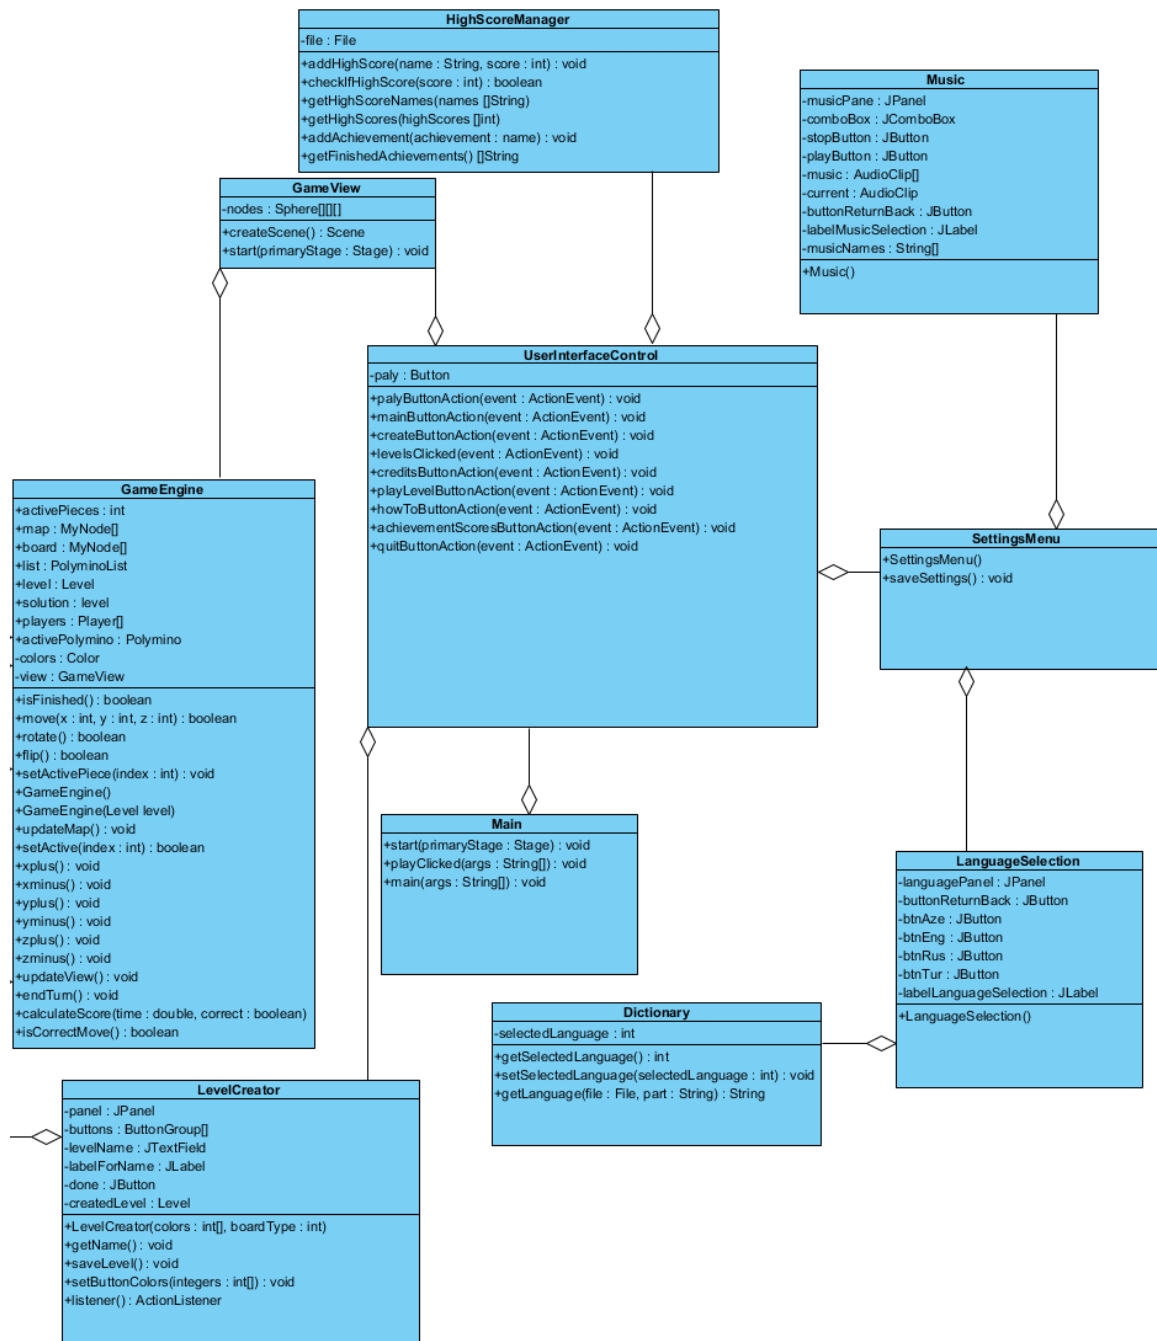 HighScoreManager
-file : File
+addHighScore(name : String, score : int) : void
+checkIfHighScore(score : int) : boolean
+getHighScoreNames(names []String)
+getHighScores(highScores []int)
+addAchievement(achievement : name) : void
+getFinishedAchievements() []String
Music
-musicPane : JPanel
-comboBox : JComboBox
-stopButton : JButton
-playButton : JButton
-music : AudioClip[]
-current : AudioClip
-buttonReturnBack : JButton
-labelMusicSelection : JLabel
-musicNames : String[]
+Music()
GameView
-nodes : Sphere[][][]
+createScene() : Scene
+start(primaryStage : Stage) : void
UserInterfaceControl
-paly : Button
+palyButtonAction(event : ActionEvent) : void
+mainButtonAction(event : ActionEvent) : void
+createButtonAction(event : ActionEvent) : void
+levelsClicked(event : ActionEvent) : void
+creditsButtonAction(event : ActionEvent) : void
+playLevelButtonAction(event : ActionEvent) : void
+howToButtonAction(event : ActionEvent) : void
+achievementScoresButtonAction(event : ActionEvent) : void
+quitButtonAction(event : ActionEvent) : void
GameEngine
+activePieces : int
+map : MyNode[]
+board : MyNode[]
+list : PolyminoList
+level : Level
+solution : level
+players : Player[]
+activePolymino : Polymino
-colors : Color
-view : GameView
+isFinished() : boolean
+move(x : int, y : int, z : int) : boolean
+rotate() : boolean
+flip() : boolean
+setActivePiece(index : int) : void
+GameEngine()
+GameEngine(Level level)
+updateMap() : void
+setActive(index : int) : boolean
+xplus() : void
+xminus() : void
+yplus() : void
+yminus() : void
+zplus() : void
+zminus() : void
+updateView() : void
+endTurn() : void
+calculateScore(time : double, correct : boolean)
+isCorrectMove() : boolean
SettingsMenu
+SettingsMenu()
+saveSettings() : void
Main
+start(primaryStage : Stage) : void
+playClicked(args : String[]) : void
+main(args : String[]) : void
LanguageSelection
-languagePanel : JPanel
-buttonReturnBack : JButton
-btnAze : JButton
-btnEng : JButton
-btnRus : JButton
-btnTur : JButton
-labelLanguageSelection : JLabel
+LanguageSelection()
Dictionary
-selectedLanguage : int
+getSelectedLanguage() : int
+setSelectedLanguage(selectedLanguage : int) : void
+getLanguage(file : File, part : String) : String
LevelCreator
-panel : JPanel
-buttons : ButtonGroup[]
-levelName : JTextField
-labelForName : JLabel
-done : JButton
-createdLevel : Level
+LevelCreator(colors : int[], boardType : int)
+getName() : void
+saveLevel() : void
+setButtonColors(integers : int[]) : void
+listener() : ActionListener